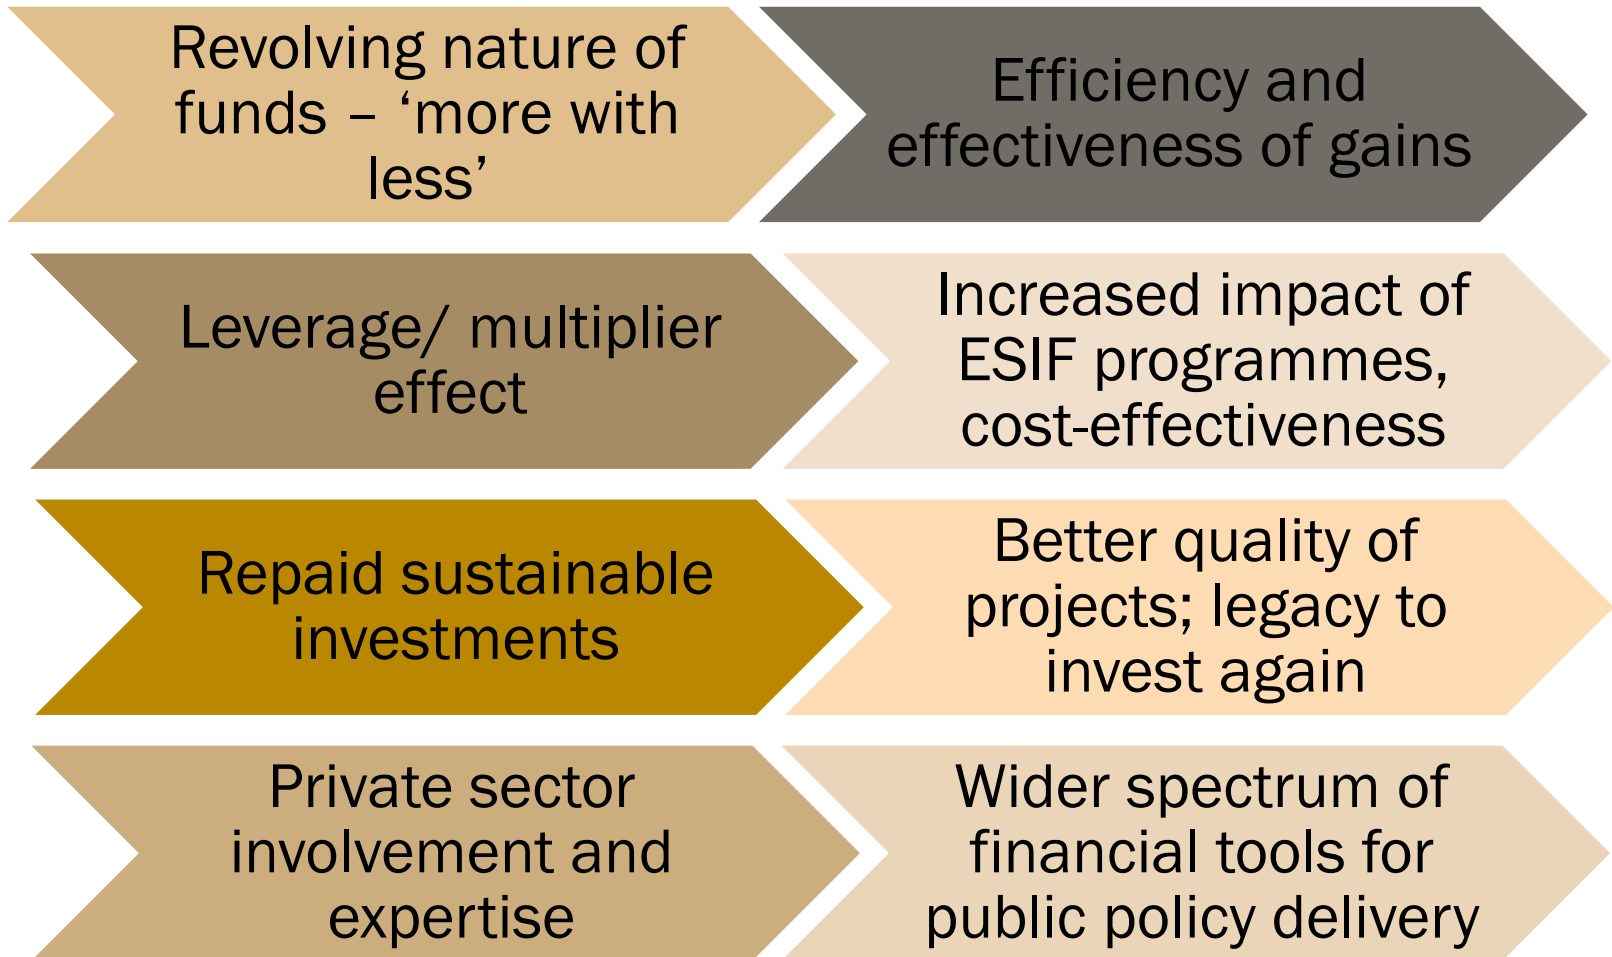 Revolving nature of
funds – ‘more with
less’
Efficiency and
effectiveness of gains
Leverage/ multiplier
effect
Increased impact of
ESIF programmes,
cost-effectiveness
Repaid sustainable
investments
Better quality of
projects; legacy to
invest again
Private sector
involvement and
expertise
Wider spectrum of
financial tools for
public policy delivery